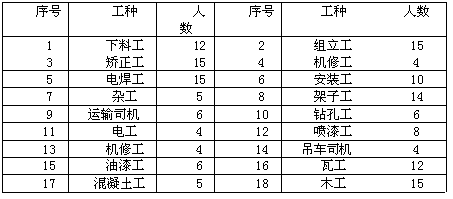 序号 工种 人数 序号 工种 人数
1 下料工 12 2 组立工 15
3 矫正工 15 4 机修工 4
5 电焊工 15 6 安装工 10
7 杂工 5 8 架子工 14
9 运输司机 6 10 钻孔工 6
11 电工 4 12 喷漆工 8
13 机修工 4 14 吊车司机 4
15 油漆工 6 16 瓦工 12
17 混凝土工 5 18 木工 15